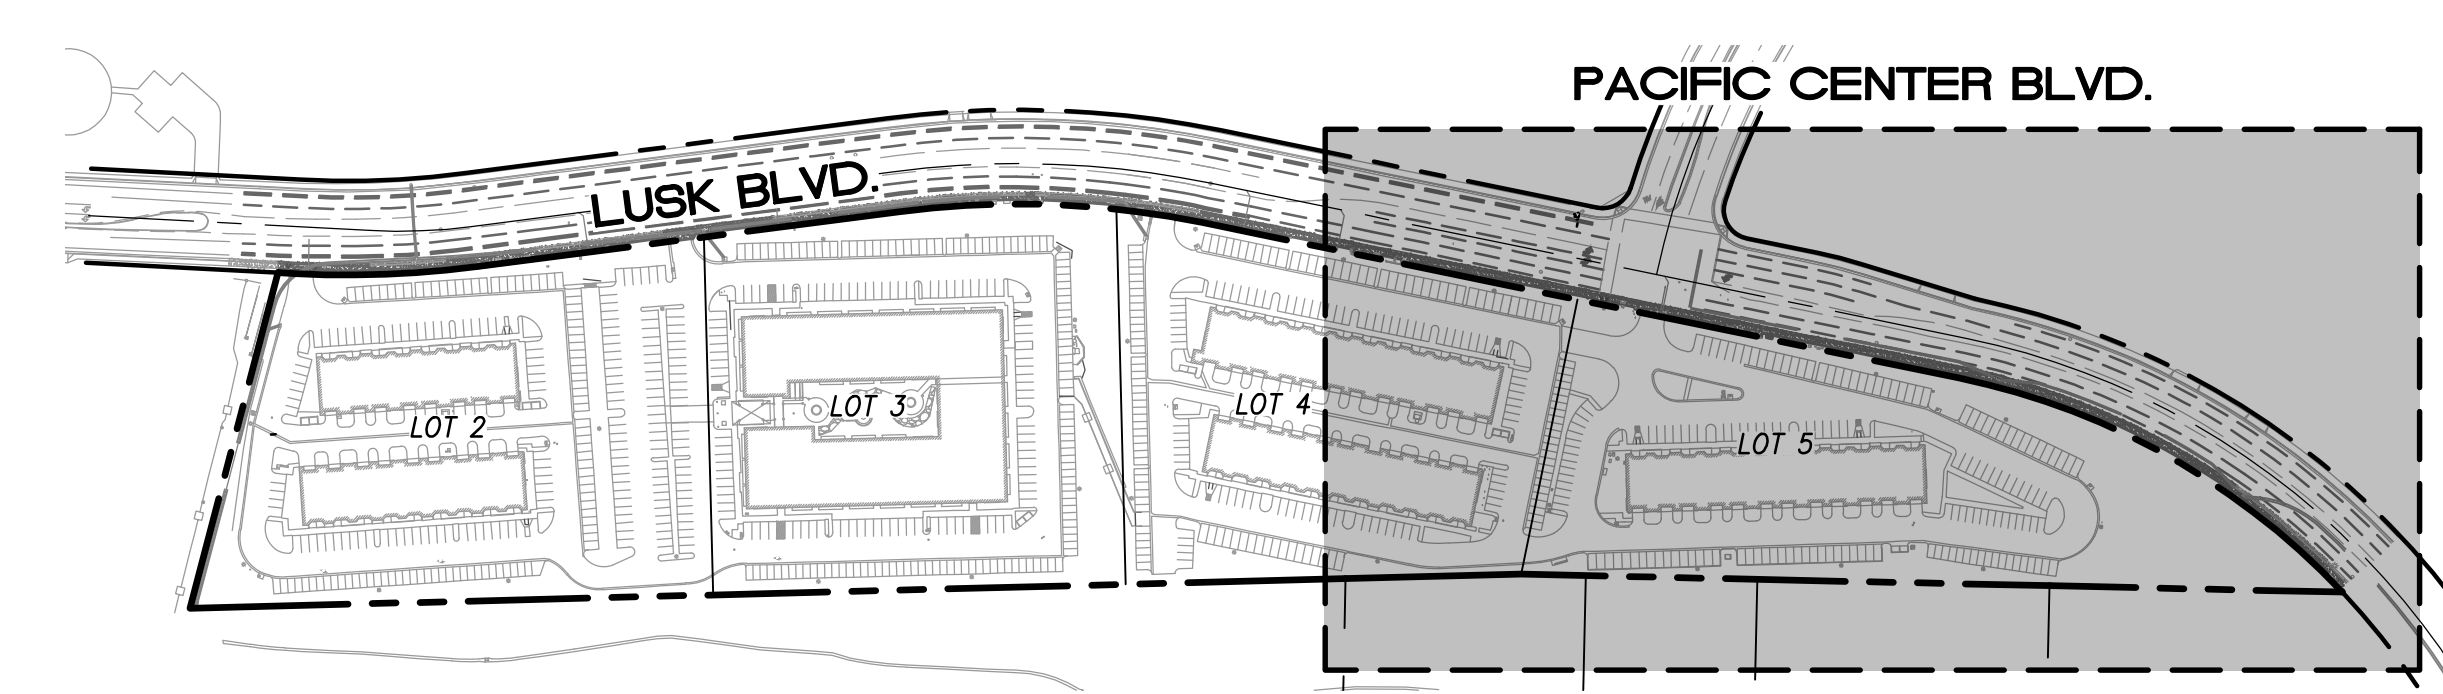 PACIFIC CENTER BLVD.
LUSK BLVD.
LOT 2
LOT 3
LOT 4
LOT 5